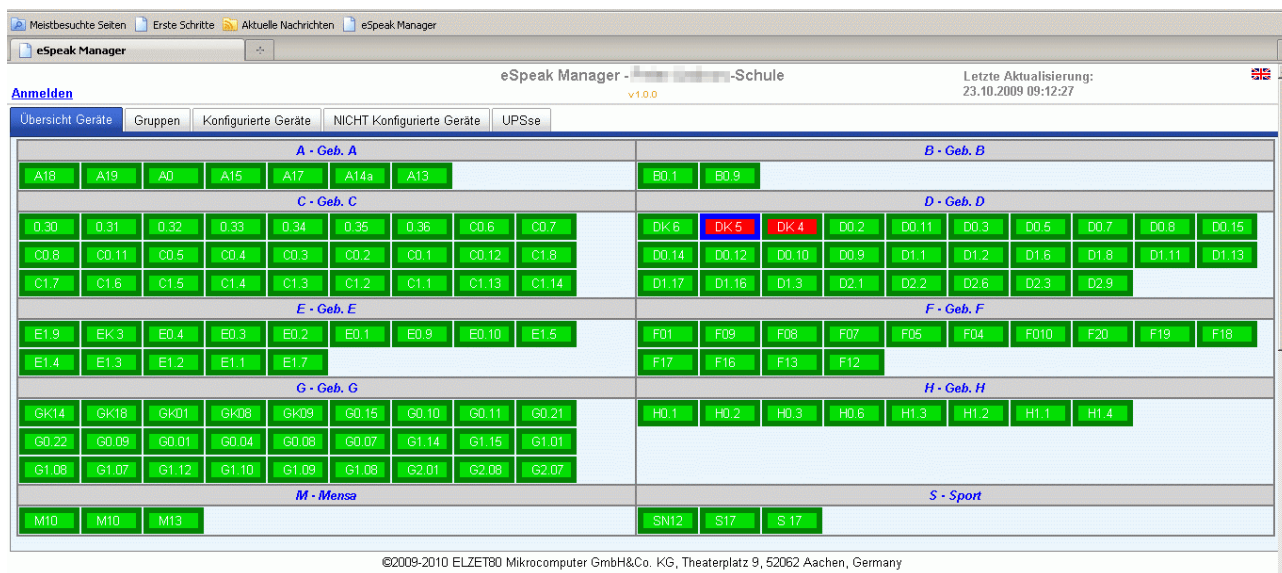 Meistbesuchte Seiten Erste Schritte Aktuelle Nachrichten eSpeak Manager
eSpeak Manager
eSpeak Manager - -Schule
v1.0.0
Letzte Aktualisierung:
23.10.2009 09:12:27
Anmelden
Übersicht Geräte Gruppen Konfigurierte Geräte NICHT Konfigurierte Geräte UPSse
A - Geb. A
A18 A19 A0 A15 A17 A14a A13
B - Geb. B
B0.1 B0.9
C - Geb. C
0.30 0.31 0.32 0.33 0.34 0.35 0.36 C0.6 C0.7
C0.8 C0.11 C0.5 C0.4 C0.3 C0.2 C0.1 C0.12 C1.8
C1.7 C1.6 C1.5 C1.4 C1.3 C1.2 C1.1 C1.13 C1.14
D - Geb. D
DK 6 DK 5 DK 4 D0.2 D0.11 D0.3 D0.5 D0.7 D0.8 D0.15
D0.14 D0.12 D0.10 D0.9 D1.1 D1.2 D1.6 D1.8 D1.11 D1.13
D1.17 D1.16 D1.3 D2.1 D2.2 D2.6 D2.3 D2.9
E - Geb. E
E1.9 EK 3 E0.4 E0.3 E0.2 E0.1 E0.9 E0.10 E1.5
E1.4 E1.3 E1.2 E1.1 E1.7
F - Geb. F
F01 F09 F08 F07 F05 F04 F010 F20 F19 F18
F17 F16 F13 F12
G - Geb. G
GK14 GK18 GK01 GK08 GK09 G0.15 G0.10 G0.11 G0.21
G0.22 G0.09 G0.01 G0.04 G0.08 G0.07 G1.14 G1.15 G1.01
G1.08 G1.07 G1.12 G1.10 G1.09 G1.08 G2.01 G2.08 G2.07
H - Geb. H
H0.1 H0.2 H0.3 H0.6 H1.3 H1.2 H1.1 H1.4
M - Mensa
M10 M10 M13
S - Sport
SN12 S17 S 17
©2009-2010 ELZET80 Mikrocomputer GmbH&Co. KG, Theaterplatz 9, 52062 Aachen, Germany